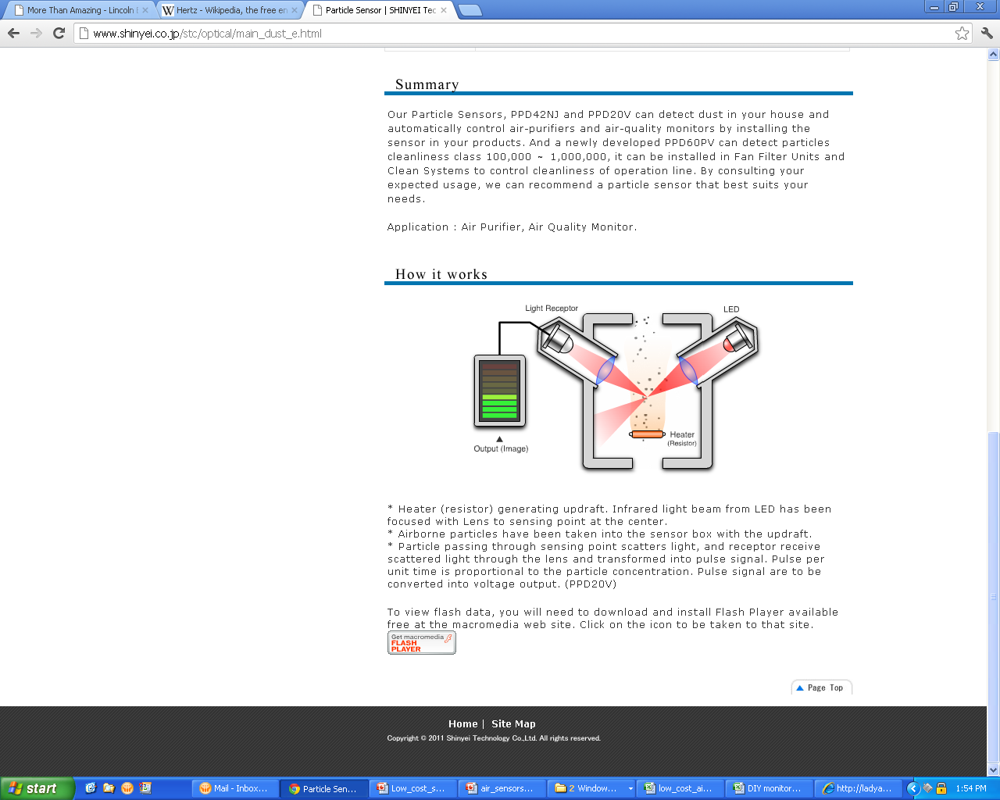 More Than Amazing - Lincoln
Hertz - Wikipedia, the free en
Particle Sensor | SHINYEI Tec
www.shinyei.co.jp/stc/optical/main_dust_e.html
Summary
Our Particle Sensors, PPD42NJ and PPD20V can detect dust in your house and
automatically control air-purifiers and air-quality monitors by installing the
sensor in your products. And a newly developed PPD60PV can detect particles
cleanliness class 100,000 ~ 1,000,000, it can be installed in Fan Filter Units and
Clean Systems to control cleanliness of operation line. By consulting your
expected usage, we can recommend a particle sensor that best suits your
needs.
Application : Air Purifier, Air Quality Monitor.
How it works
Light Receptor
LED
Heater
(Resistor)
Output (Image)
* Heater (resistor) generating updraft. Infrared light beam from LED has been
focused with Lens to sensing point at the center.
* Airborne particles have been taken into the sensor box with the updraft.
* Particle passing through sensing point scatters light, and receptor receive
scattered light through the lens and transformed into pulse signal. Pulse per
unit time is proportional to the particle concentration. Pulse signal are to be
converted into voltage output. (PPD20V)
To view flash data, you will need to download and install Flash Player available
free at the macromedia web site. Click on the icon to be taken to that site.
Get macromedia
FLASH
PLAYER
Page Top
Home | Site Map
Copyright © 2011 Shinyei Technology Co.,Ltd. All rights reserved.
start
Mail - Inbox...
Particle Sen...
Low_cost_s...
air_sensors...
2 Window...
low_cost_ai...
DIY monitor...
http://ladya...
1:54 PM